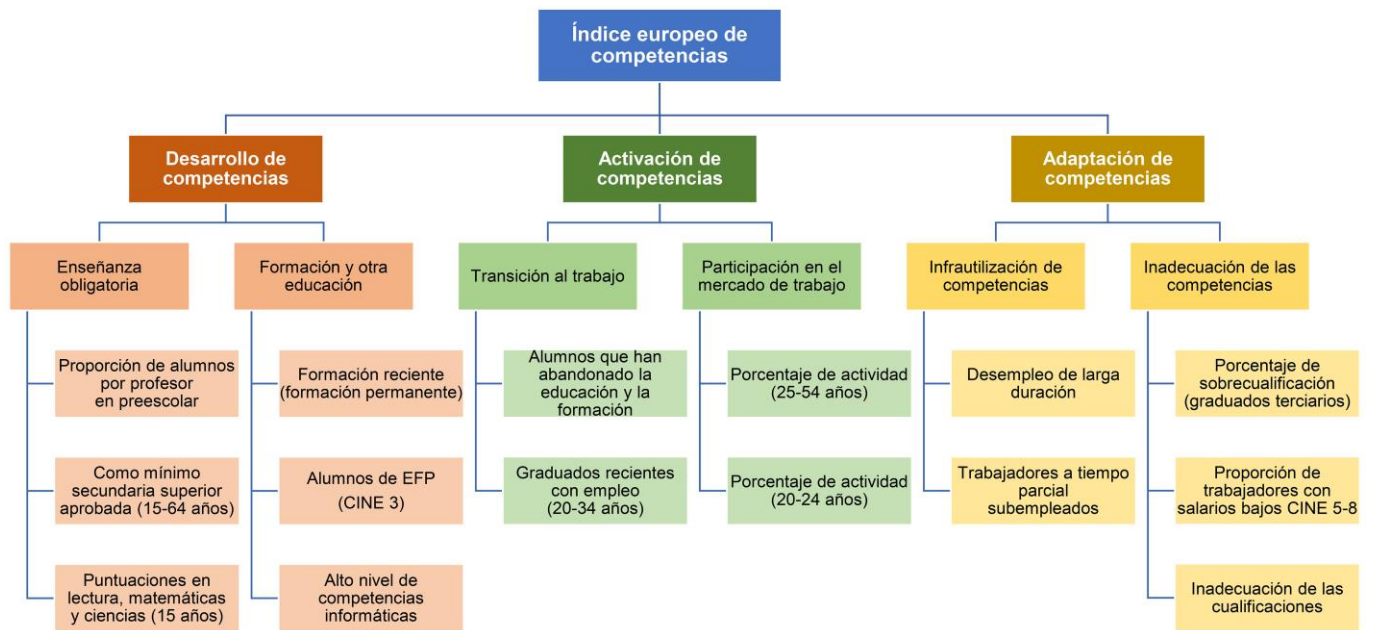 Índice europeo de
competencias
Desarrollo de
competencias
Activación de
competencias
Adaptación de
competencias
Enseñanza
obligatoria
Formación y otra
educación
Transición al trabajo
Participación en el
mercado de trabajo
Infrautilización de
competencias
Inadecuación de las
competencias
Proporción de alumnos
por profesor
en preescolar
Formación reciente
(formación permanente)
Alumnos que han
abandonado la
educación y la
formación
Porcentaje de actividad
(25-54 años)
Desempleo de larga
duración
Porcentaje de
sobrecualificación
(graduados terciarios)
Como mínimo
secundaria superior
aprobada (15-64 años)
Alumnos de EFP
(CINE 3)
Graduados recientes
con empleo
(20-34 años)
Porcentaje de actividad
(20-24 años)
Trabajadores a tiempo
parcial
subempleados
Proporción de
trabajadores con
salarios bajos CINE 5-8
Puntuaciones en
lectura, matemáticas
y ciencias (15 años)
Alto nivel de
competencias
informáticas
Inadecuación de las
cualificaciones